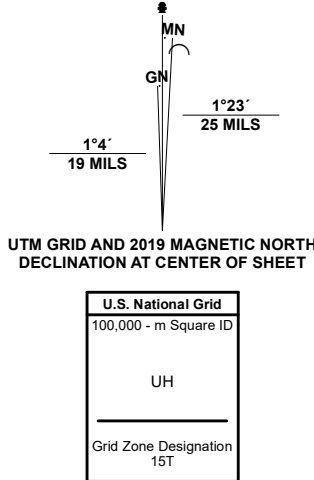 MN
GN
1°23´
25 MILS
1°4´
19 MILS
UTM GRID AND 2019 MAGNETIC NORTH
DECLINATION AT CENTER OF SHEET
U.S. National Grid
100,000 - m Square ID
UH
Grid Zone Designation
15T